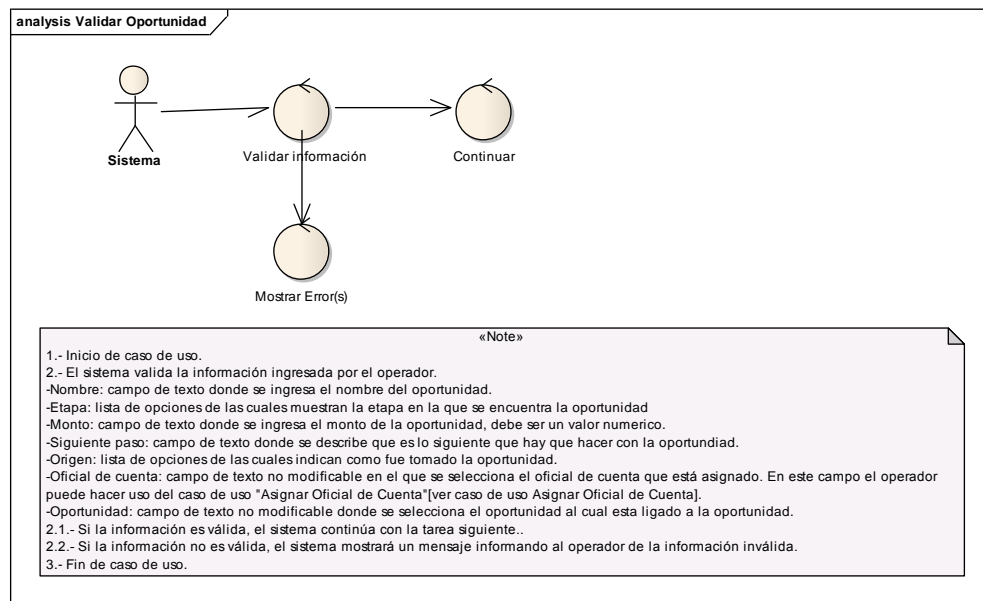 analysis Validar Oportunidad
Sistema
Validar información
Continuar
Mostrar Error(s)
«Note»
1.- Inicio de caso de uso.
2.- El sistema valida la información ingresada por el operador.
-Nombre: campo de texto donde se ingresa el nombre del oportunidad.
-Etapa: lista de opciones de las cuales muestran la etapa en la que se encuentra la oportunidad
-Monto: campo de texto donde se ingresa el monto de la oportunidad, debe ser un valor numerico.
-Siguiente paso: campo de texto donde se describe que es lo siguiente que hay que hacer con la oportundiad.
-Origen: lista de opciones de las cuales indican como fue tomado la oportunidad.
-Oficial de cuenta: campo de texto no modificable en el que se selecciona el oficial de cuenta que está asignado. En este campo el operador
puede hacer uso del caso de uso "Asignar Oficial de Cuenta"[ver caso de uso Asignar Oficial de Cuenta].
-Oportunidad: campo de texto no modificable donde se selecciona el oportunidad al cual esta ligado a la oportunidad.
2.1.- Si la información es válida, el sistema continúa con la tarea siguiente..
2.2.- Si la información no es válida, el sistema mostrará un mensaje informando al operador de la información inválida.
3.- Fin de caso de uso.